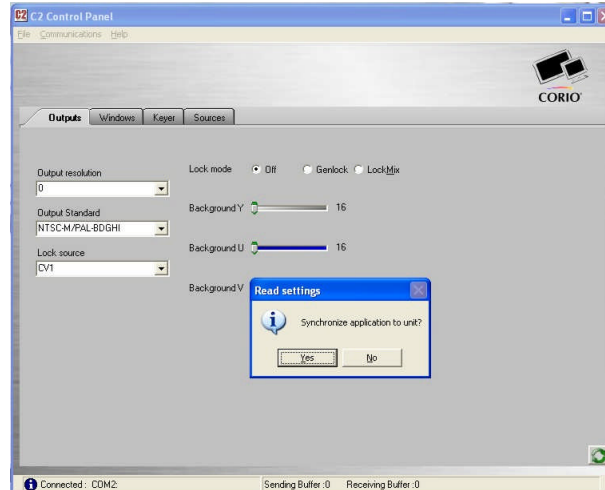 C2 C2 Control Panel
File Communications Help
CORIO
Outputs Windows Keyer Sources
Output resolution
0
Output Standard
NTSC-M/PAL-BDGHI
Lock source
CV1
Lock mode Off Genlock LockMix
Background Y 16
Background U 16
Background V
Read settings
Synchronize application to unit?
Yes No
Connected : COM2: Sending Buffer :0 Receiving Buffer :0